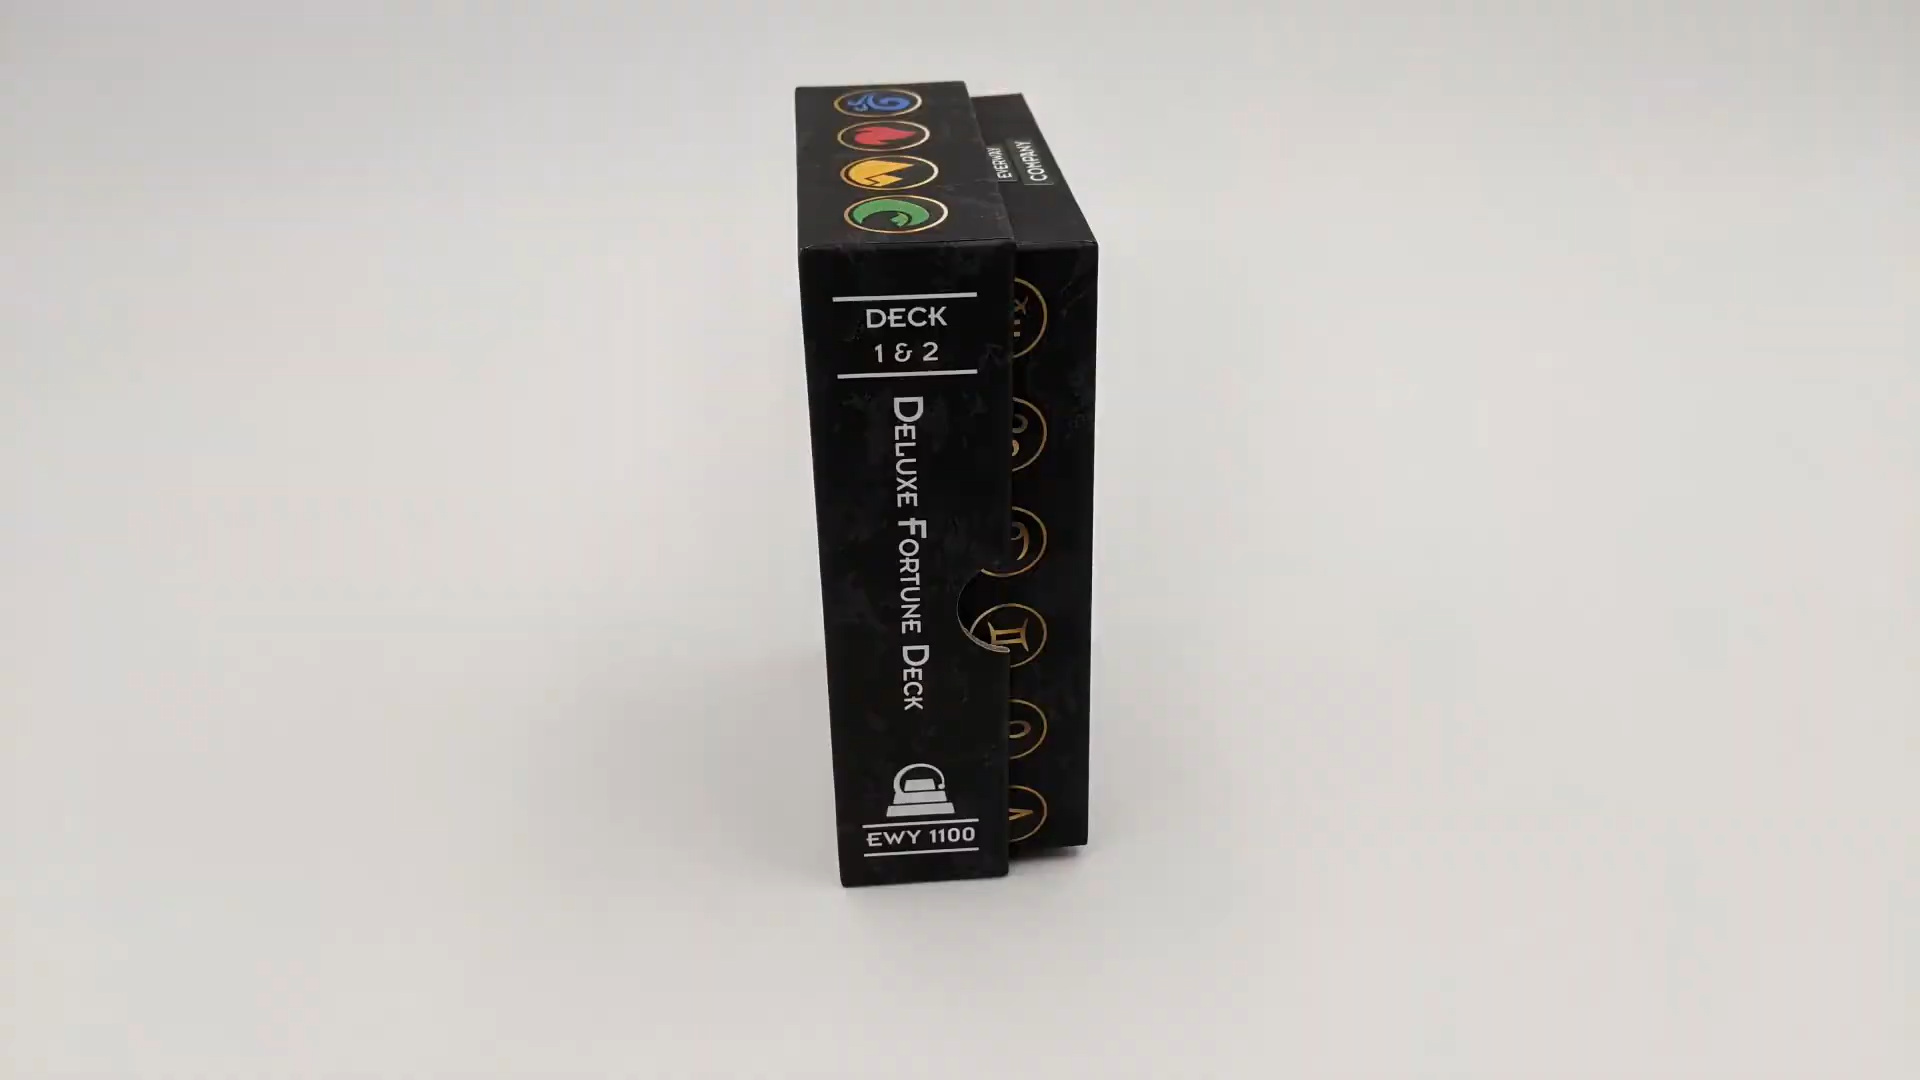 EVERWAY
COMPANY
DECK
1 & 2
DELUXE FORTUNE DECK
EWY 1100